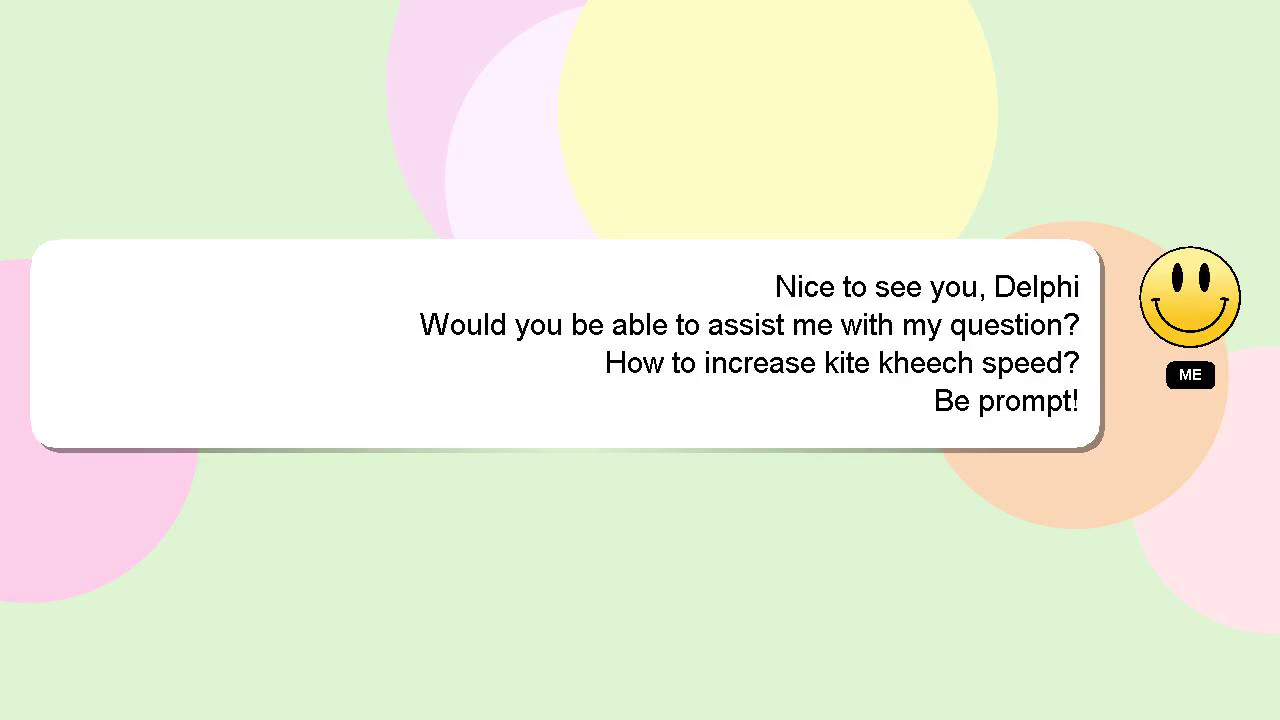 Nice to see you, Delphi
Would you be able to assist me with my question?
How to increase kite kheech speed?
Be prompt!
ME